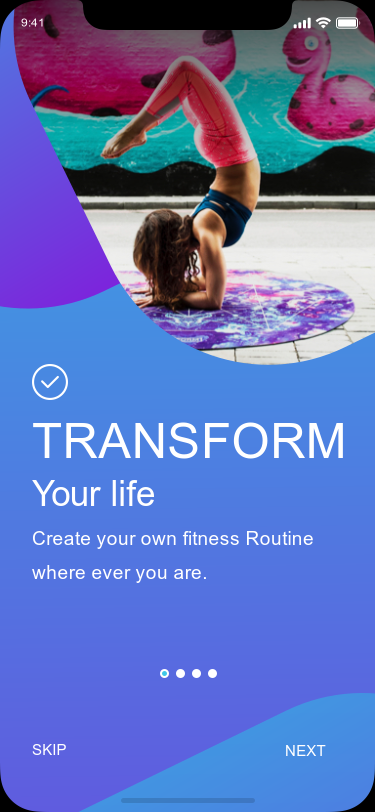 9:41
TRANSFORM
Your life
Create your own fitness Routine
where ever you are.
SKIP
NEXT